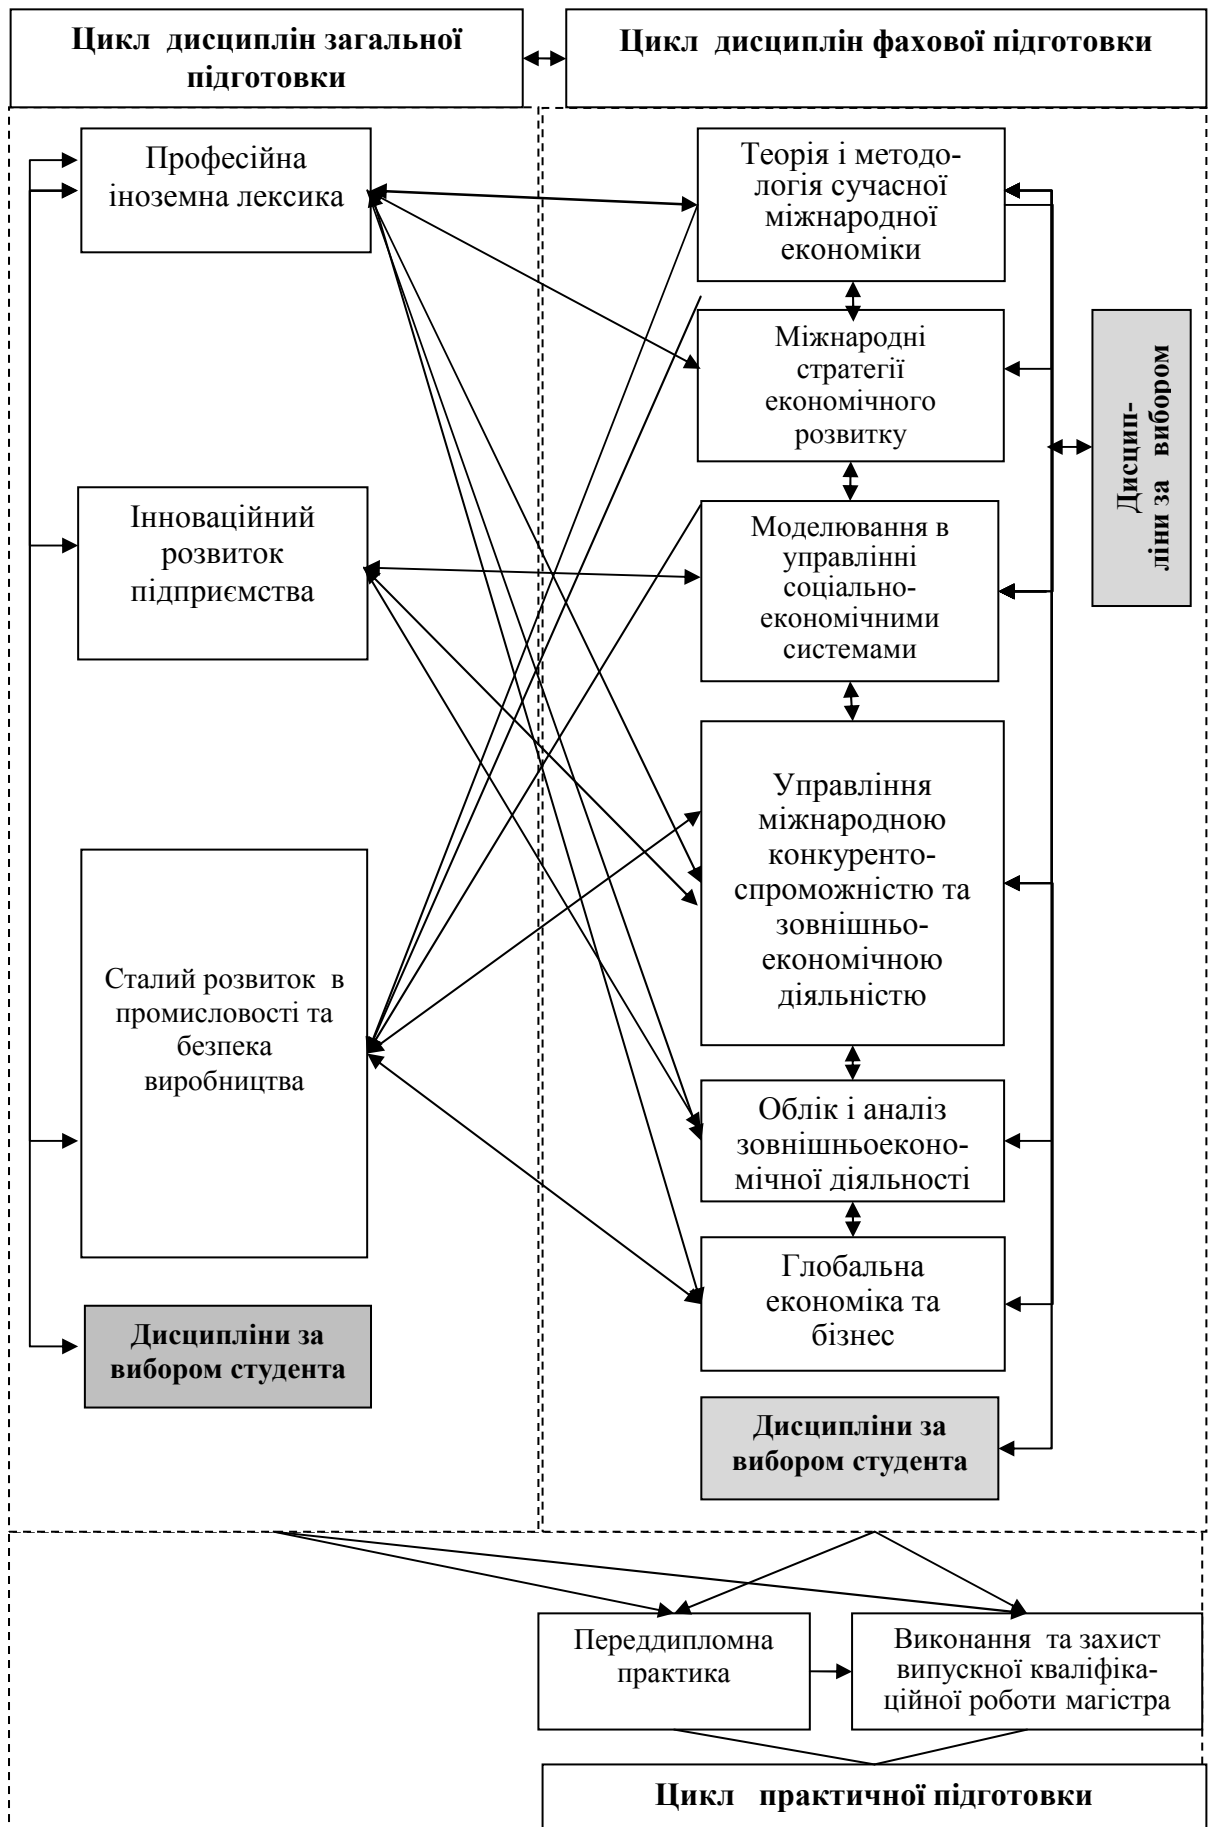 Цикл дисциплін загальної
підготовки
Цикл дисциплін фахової підготовки
Професійна
іноземна лексика
Інноваційний
розвиток
підприємства
Сталий розвиток в
промисловості та
безпека
виробництва
Дисципліни за
вибором студента
Теорія і методо-
логія сучасної
міжнародної
економіки
Міжнародні
стратегії
економічного
розвитку
Моделювання в
управлінні
соціально-
економічними
системами
Управління
міжнародною
конкуренто-
спроможністю та
зовнішньо-
економічною
діяльністю
Облік і аналіз
зовнішньоеконо-
мічної діяльності
Глобальна
економіка та
бізнес
Дисципліни за
вибором студента
Дисцип-
ліни за вибором
Переддипломна
практика
Виконання та захист
випускної кваліфіка-
ційної роботи магістра
Цикл практичної підготовки